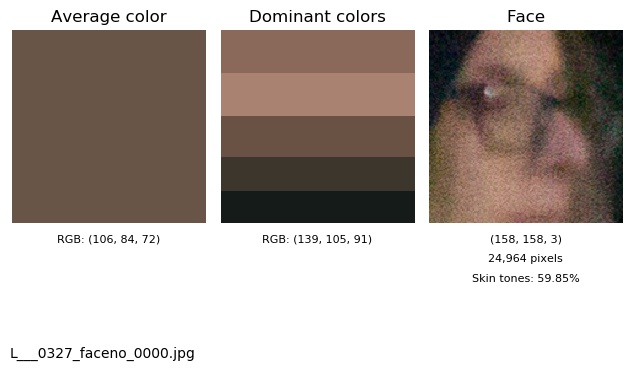 Average color
Dominant colors
Face
RGB: (106, 84, 72)
RGB: (139, 105, 91)
(158, 158, 3)
24,964 pixels
Skin tones: 59.85%
L___0327_faceno_0000.jpg